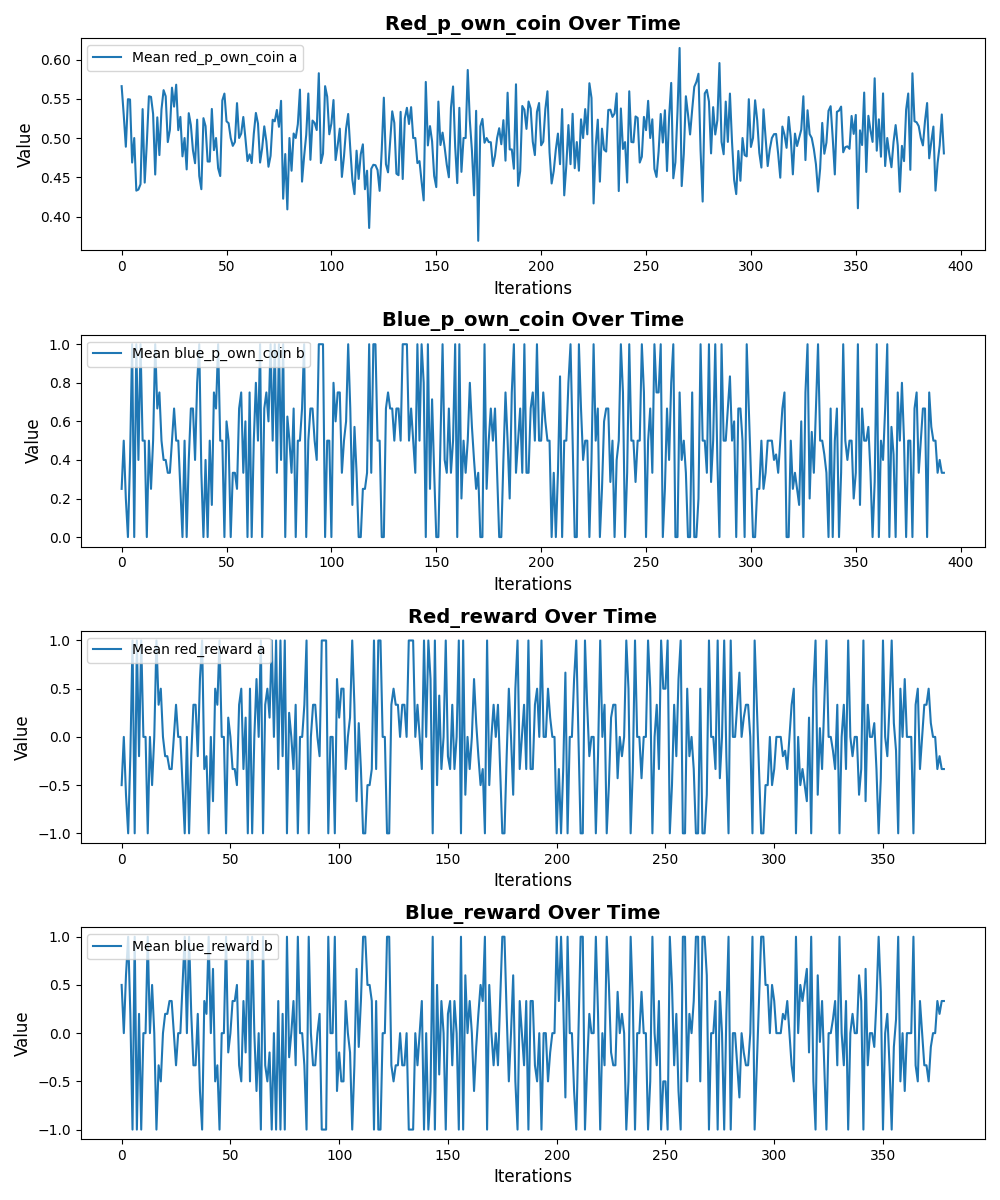 Red_p_own_coin Over Time
Mean red_p_own_coin a
Value
0.60
0.55
0.50
0.45
0.40
0 50 100 150 200 250 300 350 400
Iterations
Blue_p_own_coin Over Time
Mean blue_p_own_coin b
Value
1.0
0.8
0.6
0.4
0.2
0.0
0 50 100 150 200 250 300 350 400
Iterations
Red_reward Over Time
Mean red_reward a
Value
1.0
0.5
0.0
−0.5
−1.0
0 50 100 150 200 250 300 350
Iterations
Blue_reward Over Time
Mean blue_reward b
Value
1.0
0.5
0.0
−0.5
−1.0
0 50 100 150 200 250 300 350
Iterations